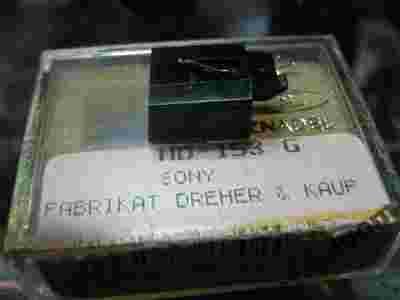 ND-153 G
SONY
FABRIKAT DREHER & KAUF